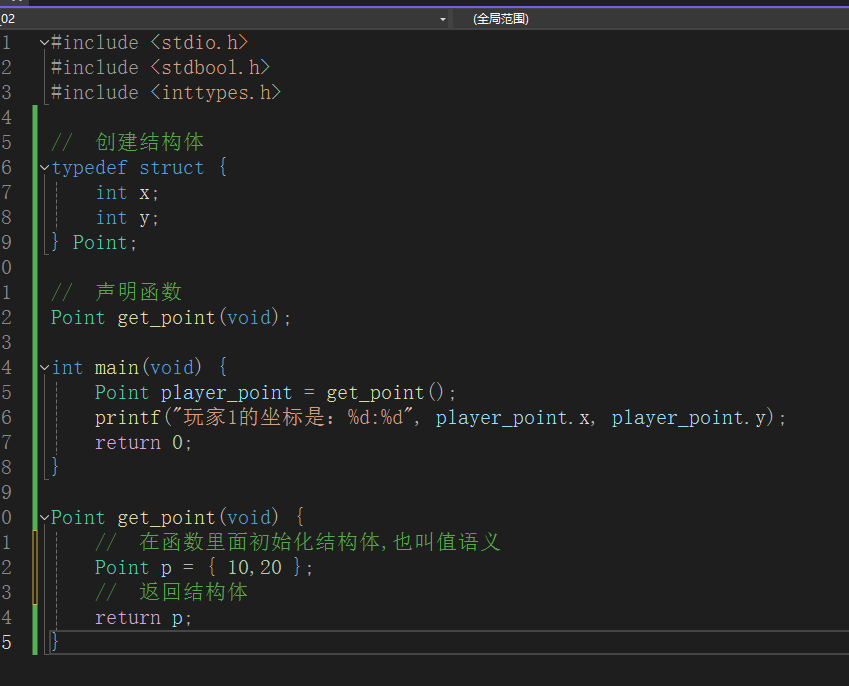 _02 (全局范围)
1 #include <stdio.h>
2 #include <stdbool.h>
3 #include <inttypes.h>
4
5 // 创建结构体
6 typedef struct {
7 int x;
8 int y;
9 } Point;
0
1 // 声明函数
2 Point get_point(void);
3
4 int main(void) {
5 Point player_point = get_point();
6 printf("玩家1的坐标是：%d:%d", player_point.x, player_point.y);
7 return 0;
8 }
9
0 Point get_point(void) {
1 // 在函数里面初始化结构体,也叫值语义
2 Point p = { 10,20 };
3 // 返回结构体
4 return p;
5 }